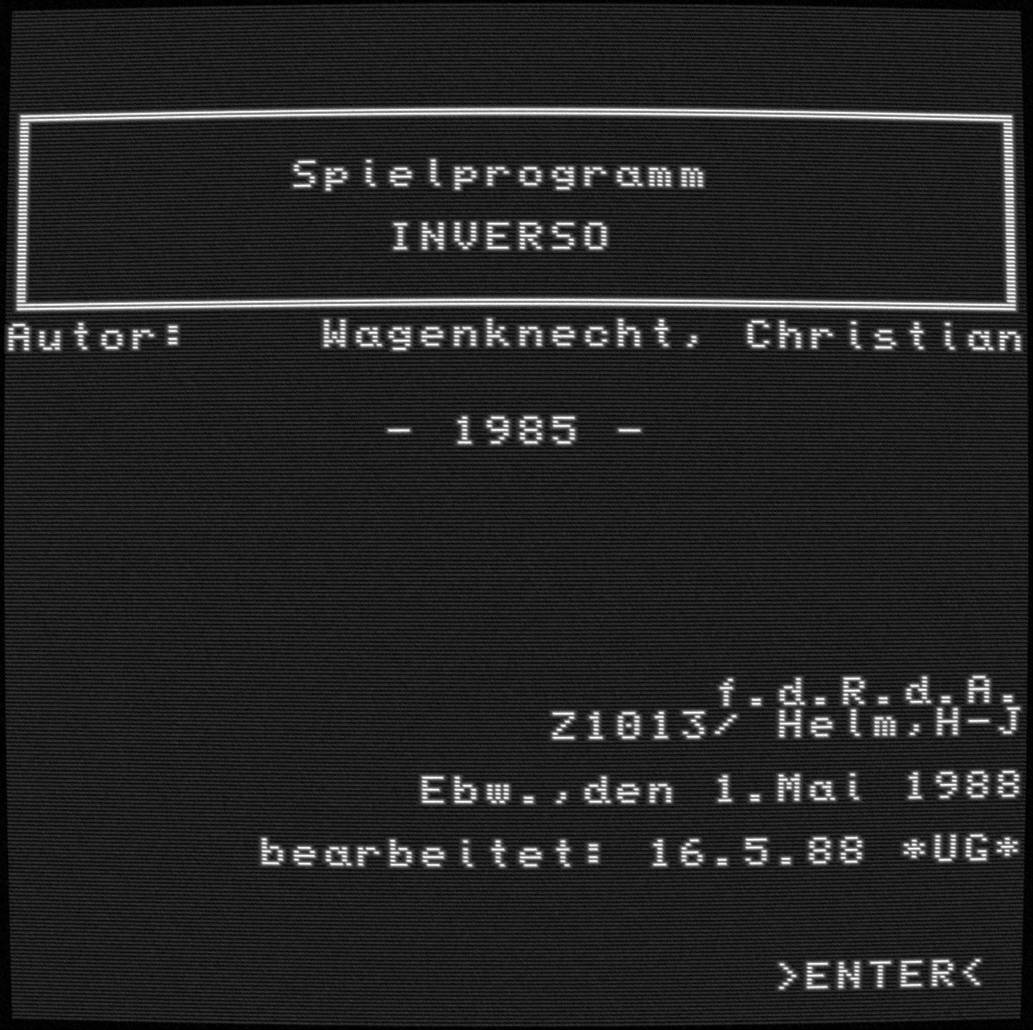 Spielprogramm
INVERSO
Autor: Wagenknecht, Christian
- 1985 -
f.d.R.d.A.
Z1013/ Helm,H-J
Ebw.,den 1.Mai 1988
bearbeitet: 16.5.88 *UG*
>ENTER<